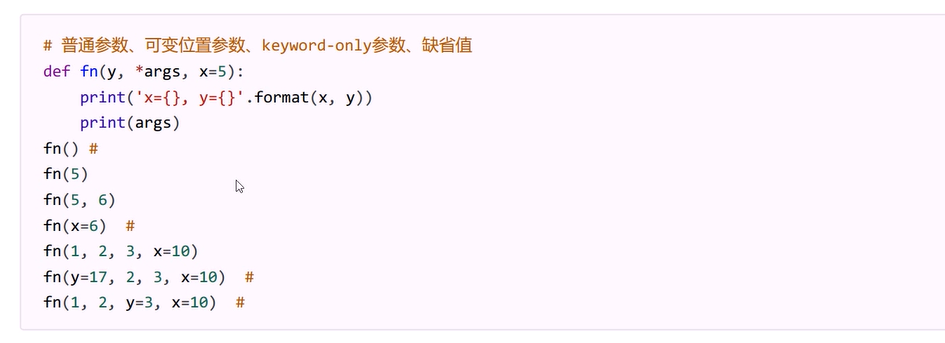 # 普通参数、可变位置参数、keyword-only参数、缺省值
def fn(y, *args, x=5):
    print('x={}, y={}'.format(x, y))
    print(args)
fn() #
fn(5)
fn(5, 6)
fn(x=6)  #
fn(1, 2, 3, x=10)
fn(y=17, 2, 3, x=10)  #
fn(1, 2, y=3, x=10)  #